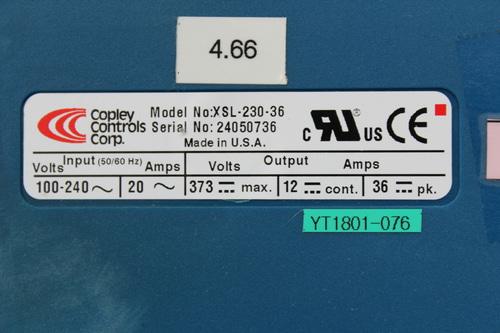 4.66
Copley Controls Corp.
Model No:XSL-230-36
Serial No: 24050736
Made in U.S.A.
c RU US CE
Input (50/60 Hz)
Volts Amps
Output
Volts Amps
100-240 ~ 20 ~ 373 ⎓ max. 12 ⎓ cont. 36 ⎓ pk.
YT1801-076